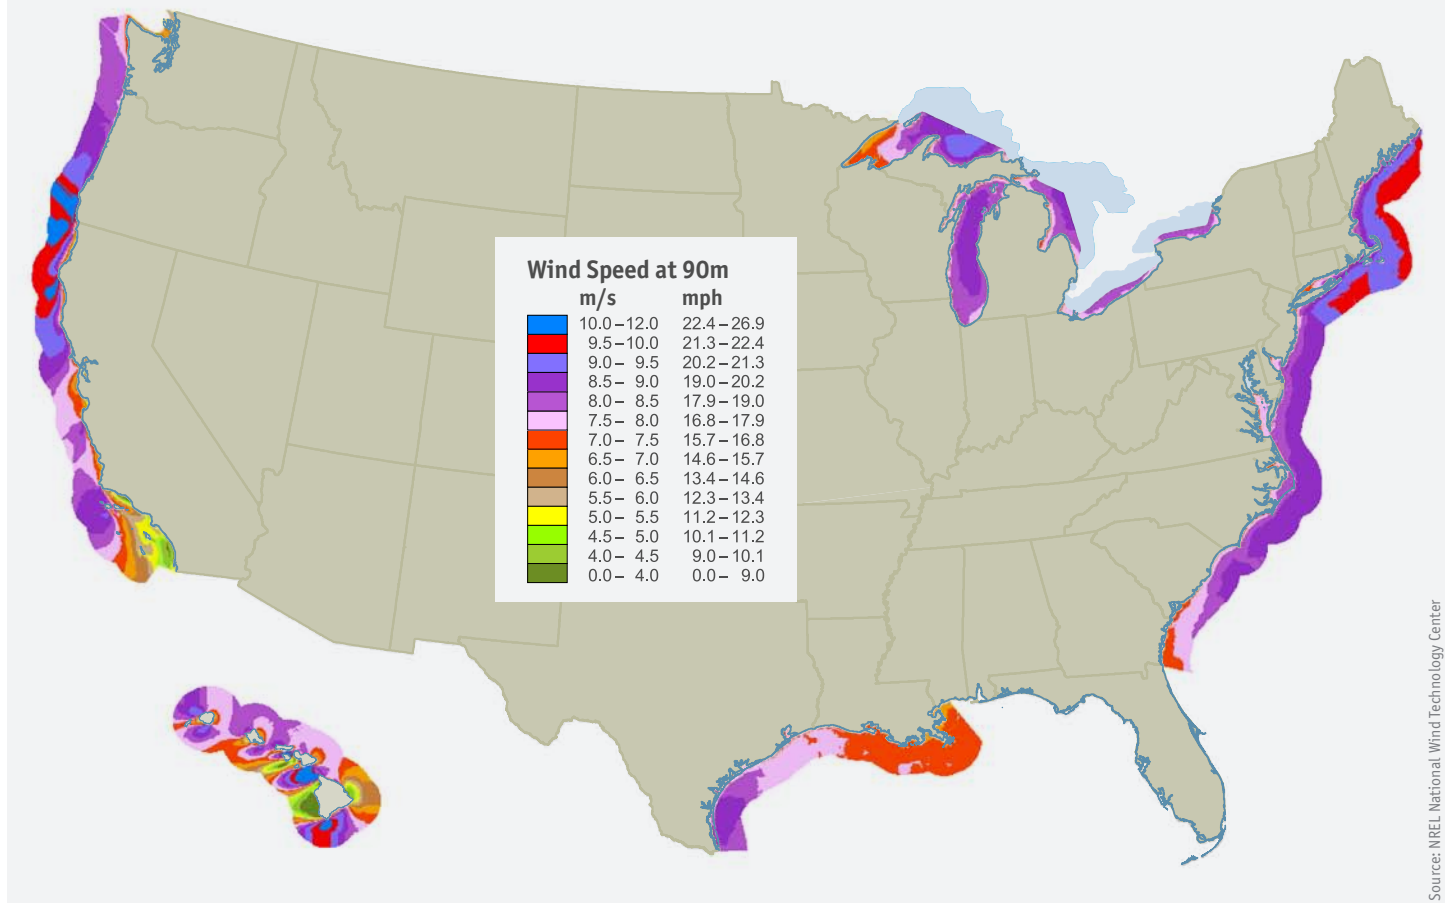 Wind Speed at 90m
m/s mph
10.0 – 12.0 22.4 – 26.9
9.5 – 10.0 21.3 – 22.4
9.0 – 9.5 20.2 – 21.3
8.5 – 9.0 19.0 – 20.2
8.0 – 8.5 17.9 – 19.0
7.5 – 8.0 16.8 – 17.9
7.0 – 7.5 15.7 – 16.8
6.5 – 7.0 14.6 – 15.7
6.0 – 6.5 13.4 – 14.6
5.5 – 6.0 12.3 – 13.4
5.0 – 5.5 11.2 – 12.3
4.5 – 5.0 10.1 – 11.2
4.0 – 4.5 9.0 – 10.1
0.0 – 4.0 0.0 – 9.0
Source: NREL National Wind Technology Center